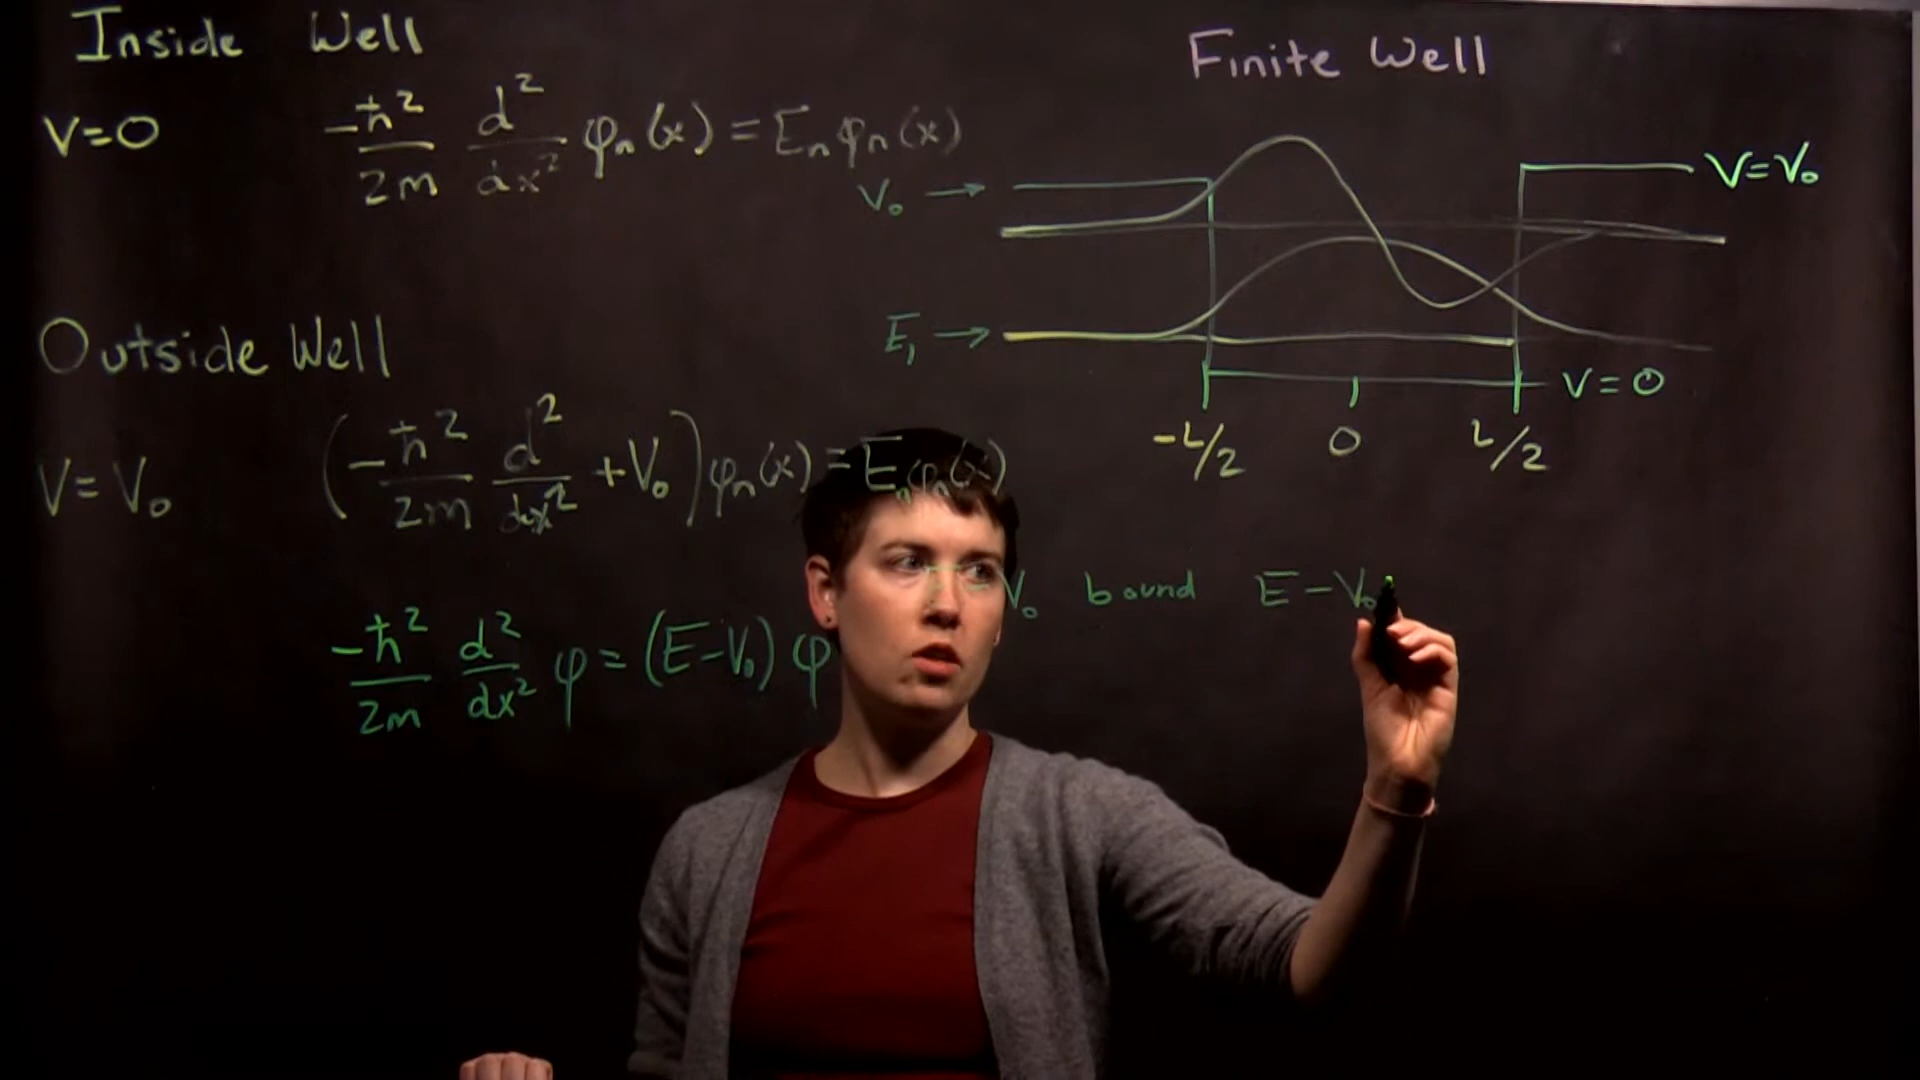 Inside Well
V=0 -ħ²/2m d²/dx² φₙ(x) = Eₙφₙ(x)
Outside Well
V=V₀ (-ħ²/2m d²/dx² + V₀)φₙ(x) = Eₙφₙ(x)
-ħ²/2m d²/dx² φ = (E-V₀) φ
Finite Well
V₀ → V=V₀
E₁ → V=0
-L/2 0 L/2
V₀ bound E-V₀